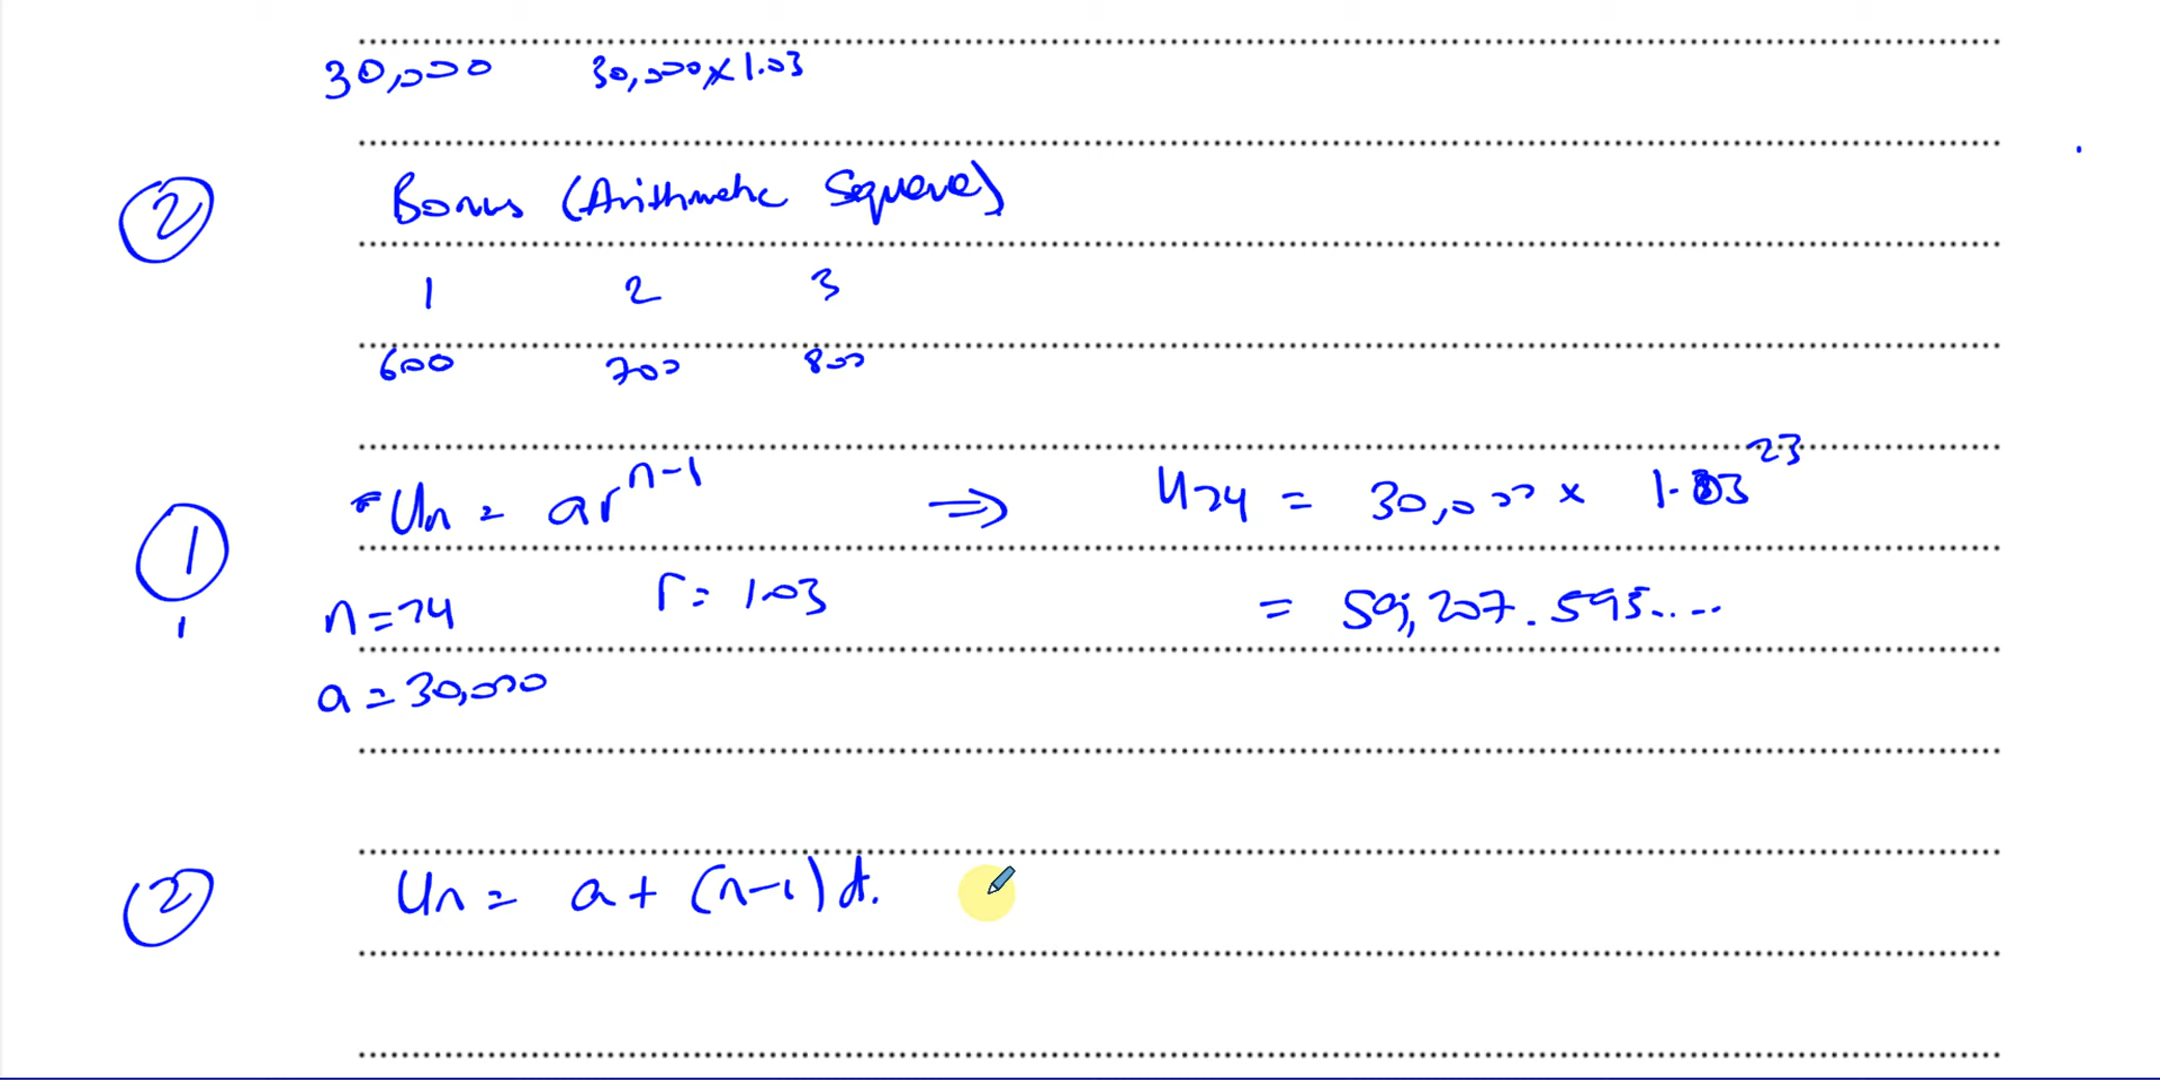 30,000 30,000 x 1.03
② Bonus (Arithmetic Square)
1 2 3
600 700 800
① Un = ar^n-1 ⇒ U24 = 30,000 x 1.03^23
n = 24 r = 1.03 = 59,207.595....
a = 30,000
② Un = a + (n-1)d.